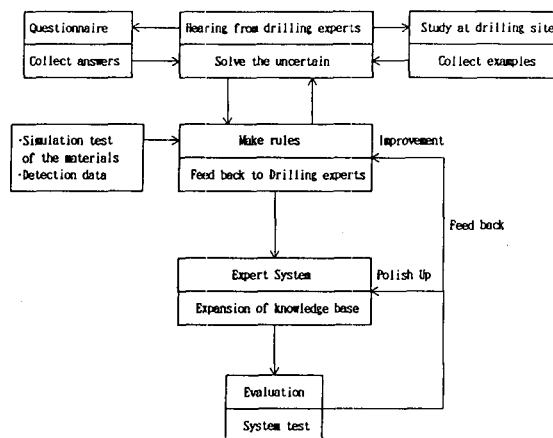 Questionnaire
Hearing from drilling experts
Study at drilling site
Collect answers
Solve the uncertain
Collect examples
·Simulation test
of the materials
·Detection data
Make rules
Improvement
Feed back to Drilling experts
Feed back
Expert System
Polish Up
Expansion of knowledge base
Evaluation
System test